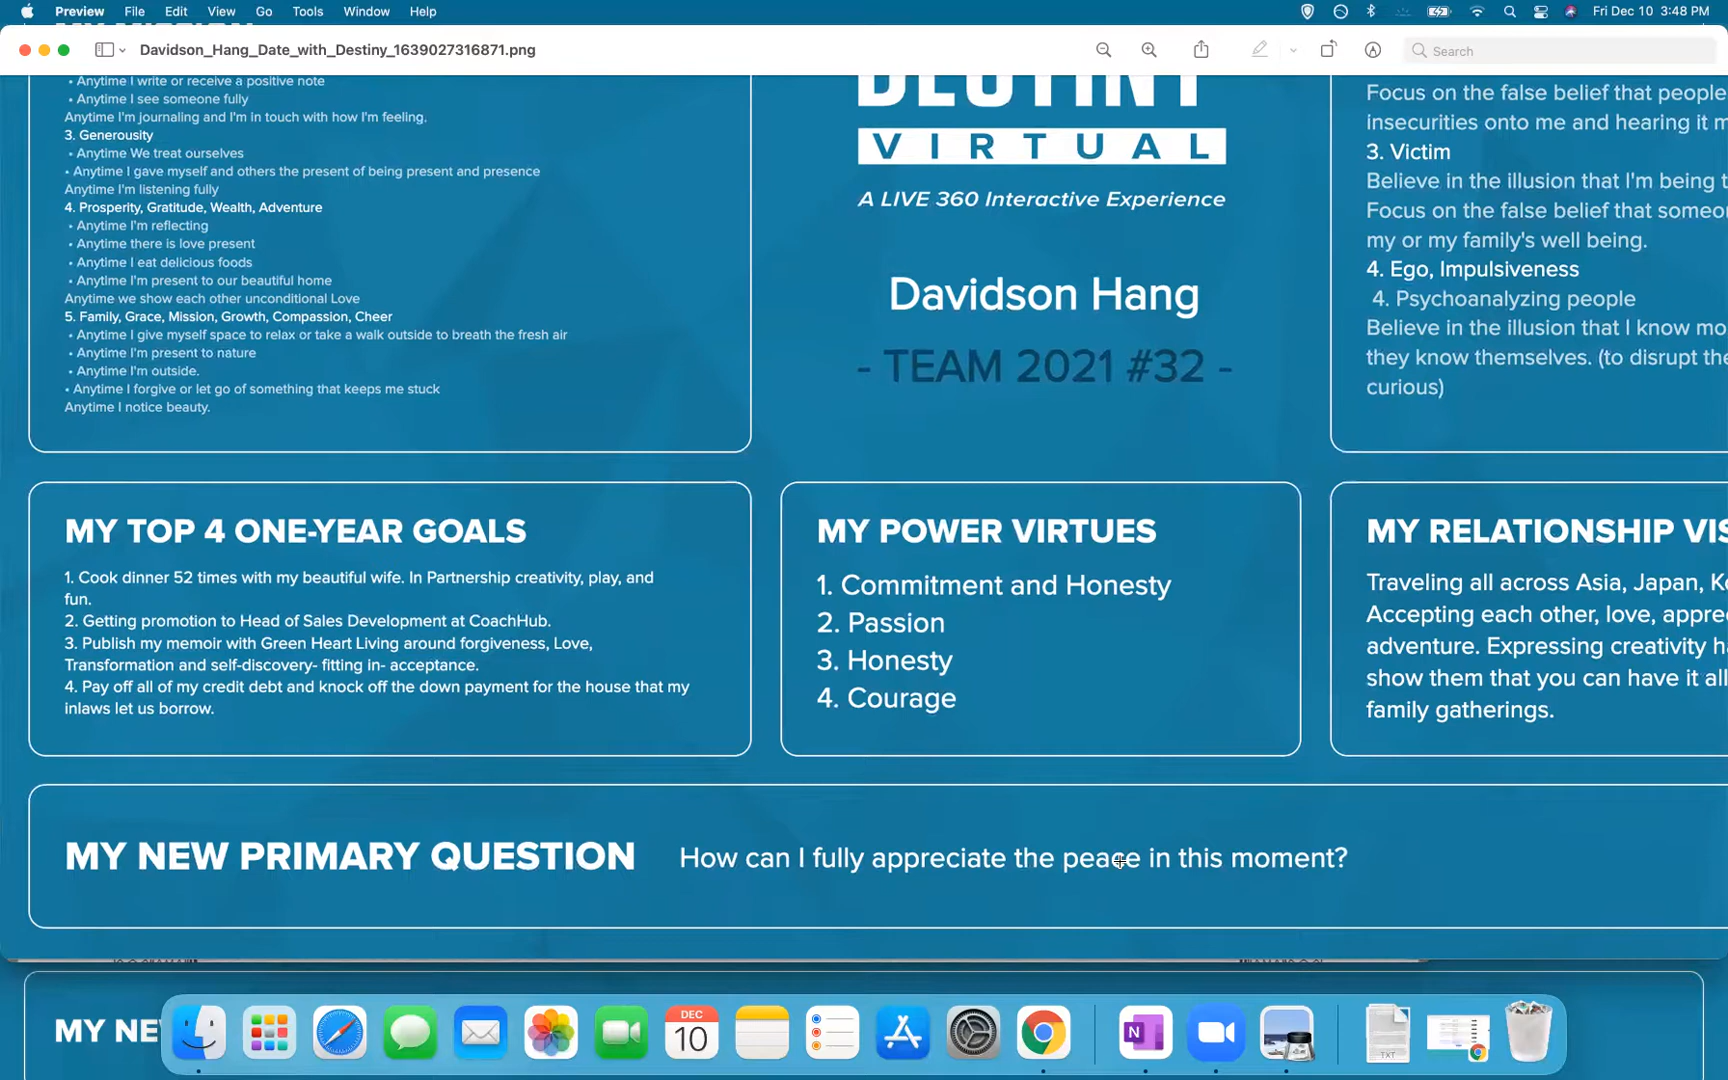 Preview File Edit View Go Tools Window Help
Fri Dec 10 3:48 PM
Davidson_Hang_Date_with_Destiny_1639027316871.png
Search
• Anytime I write or receive a positive note
• Anytime I see someone fully
Anytime I'm journaling and I'm in touch with how I'm feeling.
3. Generousity
• Anytime We treat ourselves
• Anytime I gave myself and others the present of being present and presence
Anytime I'm listening fully
4. Prosperity, Gratitude, Wealth, Adventure
• Anytime I'm reflecting
• Anytime there is love present
• Anytime I eat delicious foods
• Anytime I'm present to our beautiful home
Anytime we show each other unconditional Love
5. Family, Grace, Mission, Growth, Compassion, Cheer
• Anytime I give myself space to relax or take a walk outside to breath the fresh air
• Anytime I'm present to nature
• Anytime I'm outside.
• Anytime I forgive or let go of something that keeps me stuck
Anytime I notice beauty.
DESTINY
VIRTUAL
A LIVE 360 Interactive Experience
Davidson Hang
- TEAM 2021 #32 -
Focus on the false belief that people
insecurities onto me and hearing it
3. Victim
Believe in the illusion that I'm being
Focus on the false belief that
my or my family's well being.
4. Ego, Impulsiveness
4. Psychoanalyzing people
Believe in the illusion that I know
they know themselves. (to disrupt
curious)
MY TOP 4 ONE-YEAR GOALS
1. Cook dinner 52 times with my beautiful wife. In Partnership creativity, play, and
fun.
2. Getting promotion to Head of Sales Development at CoachHub.
3. Publish my memoir with Green Heart Living around forgiveness, Love,
Transformation and self-discovery- fitting in- acceptance.
4. Pay off all of my credit debt and knock off the down payment for the house that my
inlaws let us borrow.
MY POWER VIRTUES
1. Commitment and Honesty
2. Passion
3. Honesty
4. Courage
MY RELATIONSHIP
Traveling all across Asia, Japan,
Accepting each other, love,
adventure. Expressing creativity
show them that you can have it all
family gatherings.
MY NEW PRIMARY QUESTION
How can I fully appreciate the peace in this moment?
MY
DEC
10
TXT